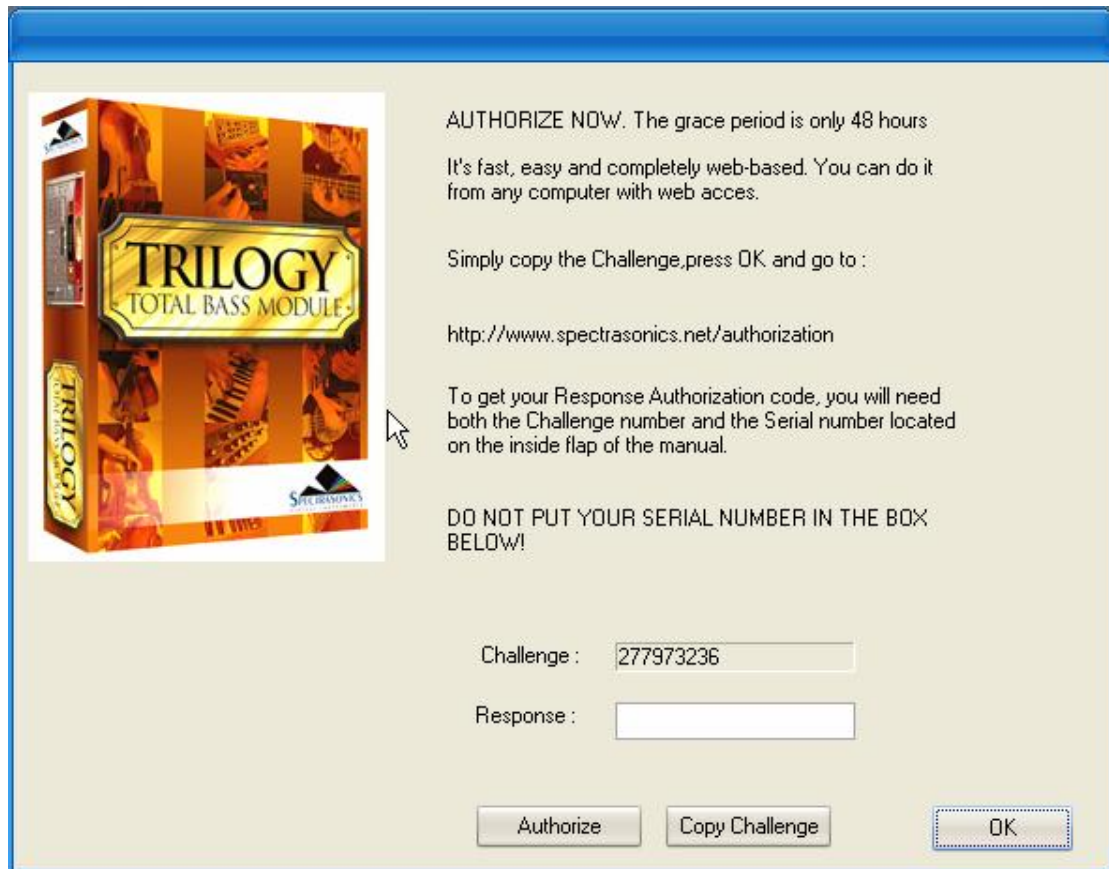 AUTHORIZE NOW. The grace period is only 48 hours
It's fast, easy and completely web-based. You can do it
from any computer with web acces.
Simply copy the Challenge,press OK and go to :
http://www.spectrasonics.net/authorization
To get your Response Authorization code, you will need
both the Challenge number and the Serial number located
on the inside flap of the manual.
DO NOT PUT YOUR SERIAL NUMBER IN THE BOX
BELOW!
TRILOGY
TOTAL BASS MODULE
TRILOGY
SPECTRASONICS
Challenge : 277973236
Response :
Authorize Copy Challenge OK